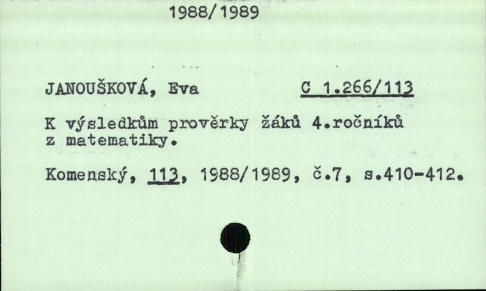 1988/1989
JANOUŠKOVÁ, Eva C 1.266/113
K výsledkům prověrky žáků 4.ročníků
z matematiky.
Komenský, 113, 1988/1989, č.7, s.410-412.